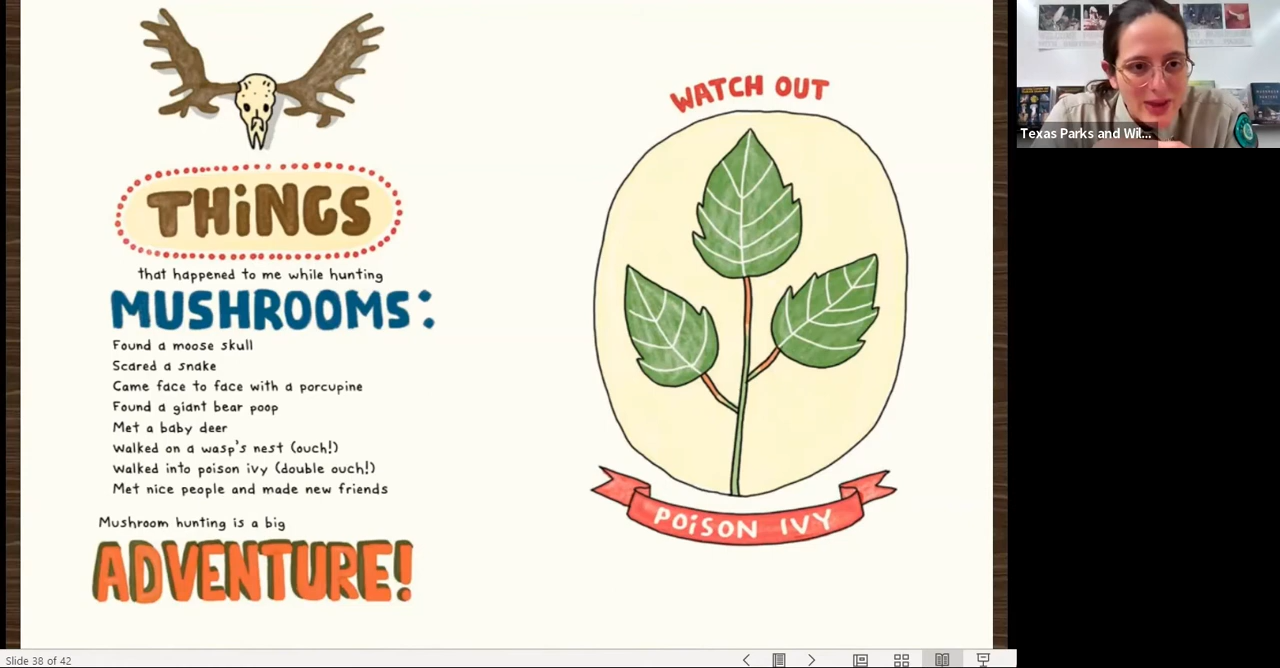 THiNGS
that happened to me while hunting
MUSHROOMS:
Found a moose skull
Scared a snake
Came face to face with a porcupine
Found a giant bear poop
Met a baby deer
Walked on a wasp's nest (ouch!)
Walked into poison ivy (double ouch!)
Met nice people and made new friends
Mushroom hunting is a big
ADVENTURE!
WATCH OUT
POiSON IVY
Texas Parks and Wil...
Slide 38 of 42